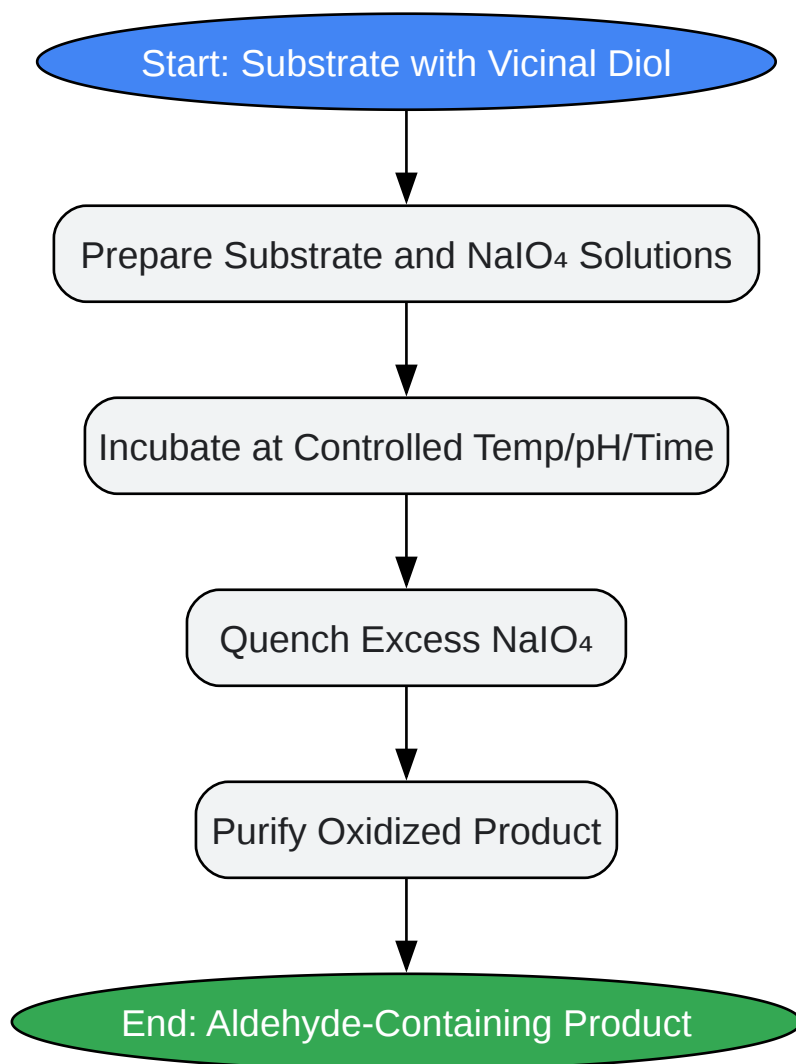 Start: Substrate with Vicinal Diol
Prepare Substrate and NaIO₄ Solutions
Incubate at Controlled Temp/pH/Time
Quench Excess NaIO₄
Purify Oxidized Product
End: Aldehyde-Containing Product